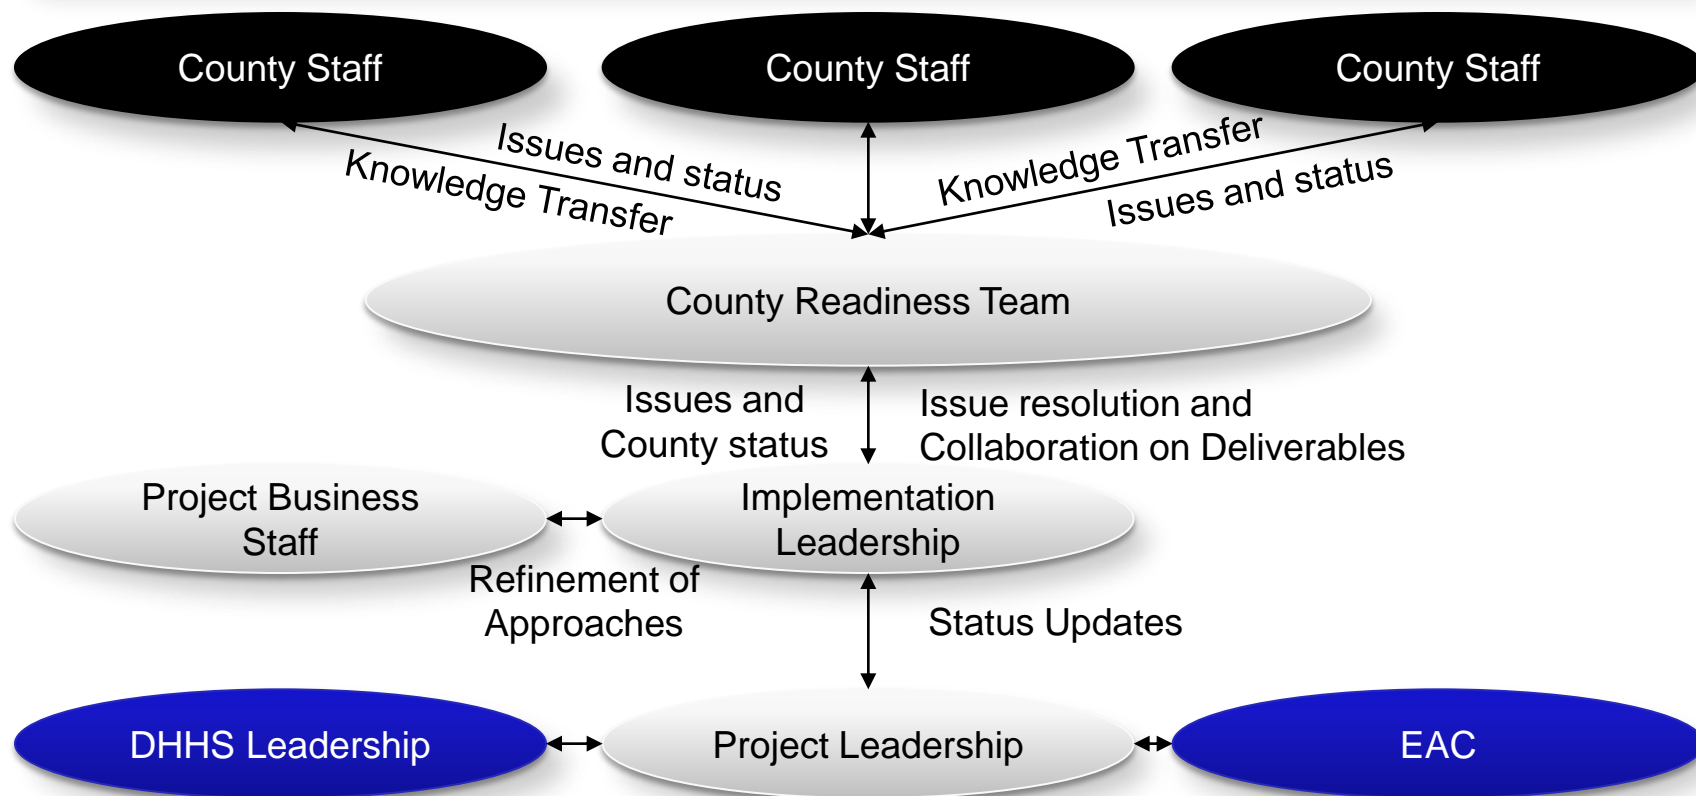 County Staff
County Staff
County Staff
Issues and status
Knowledge Transfer
Knowledge Transfer
Issues and status
County Readiness Team
Issues and
County status
Issue resolution and
Collaboration on Deliverables
Project Business
Staff
Implementation
Leadership
Refinement of
Approaches
Status Updates
DHHS Leadership
Project Leadership
EAC